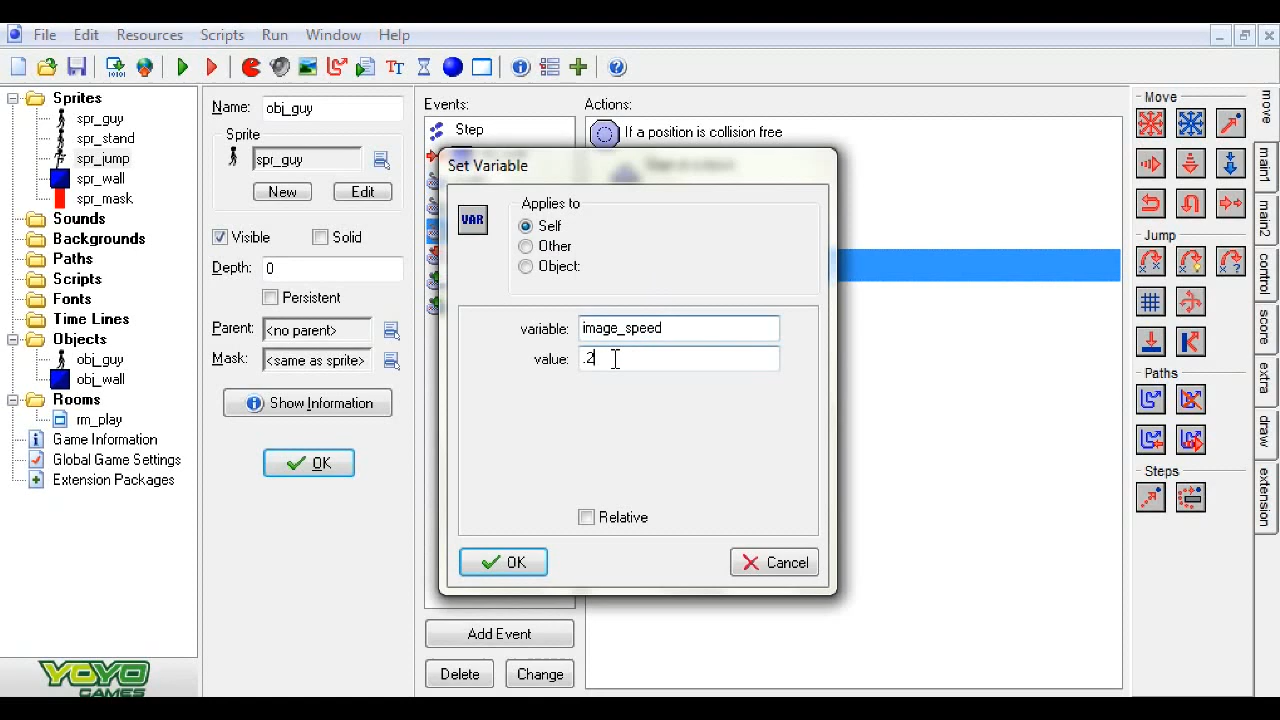 File Edit Resources Scripts Run Window Help
Sprites
spr_guy
spr_stand
spr_jump
spr_wall
spr_mask
Sounds
Backgrounds
Paths
Scripts
Fonts
Time Lines
Objects
obj_guy
obj_wall
Rooms
rm_play
Game Information
Global Game Settings
Extension Packages
YOYO
GAMES
Name: obj_guy
Sprite
spr_guy
New Edit
Visible Solid
Depth: 0
Persistent
Parent: <no parent>
Mask: <same as sprite>
Show Information
OK
Events:
Step
Add Event
Delete Change
Actions:
If a position is collision free
Set Variable
VAR
Applies to
Self
Other
Object:
variable: image_speed
value: .2
Relative
OK Cancel
Move
Jump
Paths
Steps
move
main1
main2
control
score
extra
draw
extension